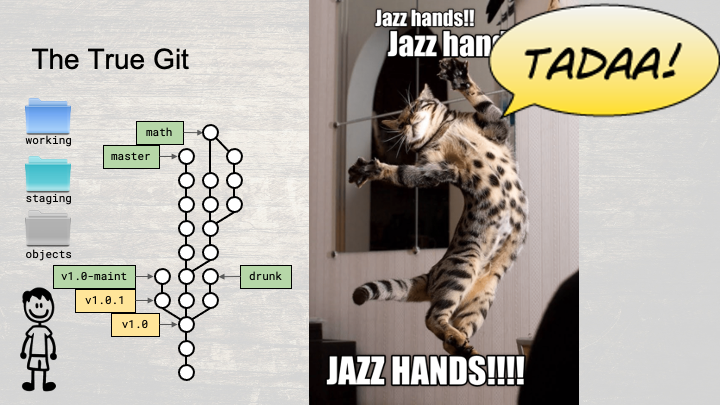 The True Git
working
staging
objects
math
master
v1.0-maint
drunk
v1.0.1
v1.0
Jazz hands!!
Jazz hand
TADAA!
JAZZ HANDS!!!!